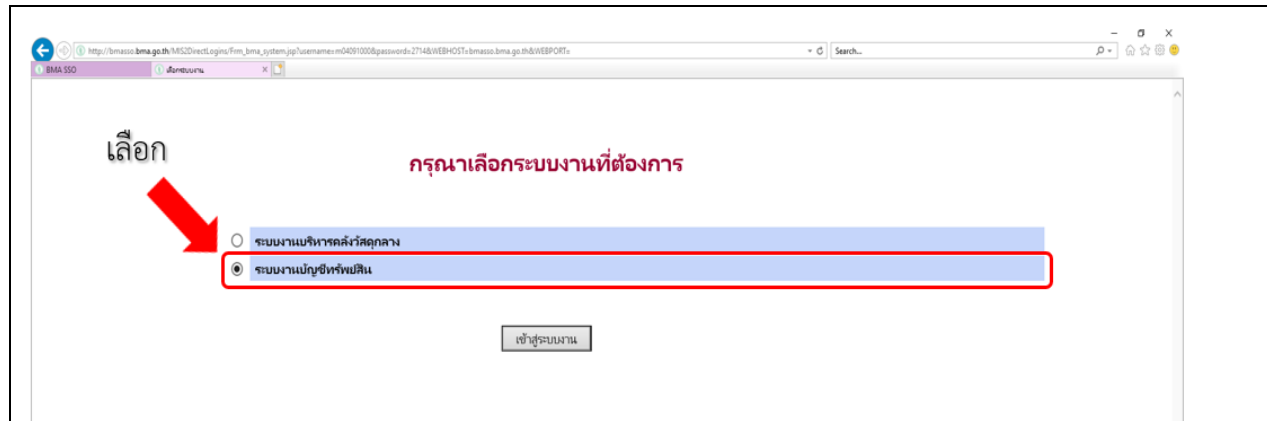 http://bmasso.bma.go.th/MIS2DirectLogins/Frm_bma_system.jsp?username=m04091000&password=2714&WEBHOST=bmasso.bma.go.th&WEBPORT=
Search...
BMA SSO
เลือกระบบงาน
เลือก
กรุณาเลือกระบบงานที่ต้องการ
ระบบงานบริหารคลังวัสดุกลาง
ระบบงานบัญชีทรัพย์สิน
เข้าสู่ระบบงาน